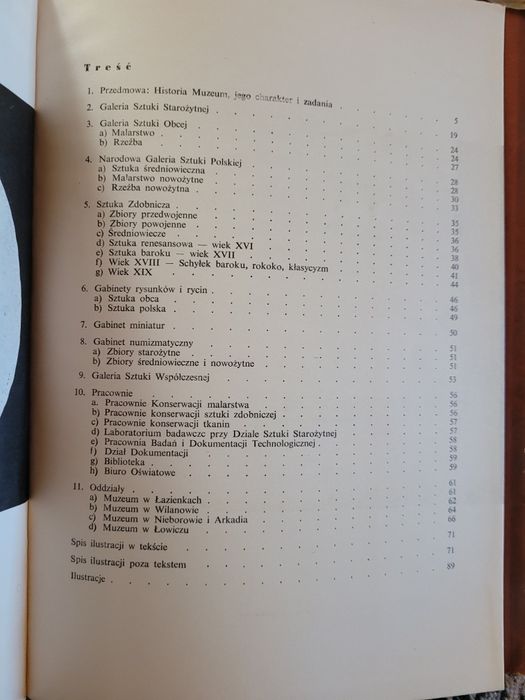 Treść
1. Przedmowa: Historia Muzeum, jego charakter i zadania . . . . 5
2. Galeria Sztuki Starożytnej . . . . 19
3. Galeria Sztuki Obcej . . . . 24
a) Malarstwo . . . . 24
b) Rzeźba . . . . 27
4. Narodowa Galeria Sztuki Polskiej . . . . 28
a) Sztuka średniowieczna . . . . 28
b) Malarstwo nowożytne . . . . 30
c) Rzeźba nowożytna . . . . 33
5. Sztuka Zdobnicza . . . . 35
a) Zbiory przedwojenne . . . . 35
b) Zbiory powojenne . . . . 36
c) Średniowiecze . . . . 36
d) Sztuka renesansowa — wiek XVI . . . . 38
e) Sztuka baroku — wiek XVII . . . . 40
f) Wiek XVIII — Schyłek baroku, rokoko, klasycyzm . . . . 41
g) Wiek XIX . . . . 44
6. Gabinety rysunków i rycin . . . . 46
a) Sztuka obca . . . . 46
b) Sztuka polska . . . . 49
7. Gabinet miniatur . . . . 50
8. Gabinet numizmatyczny . . . . 51
a) Zbiory starożytne . . . . 51
b) Zbiory średniowieczne i nowożytne . . . . 51
9. Galeria Sztuki Współczesnej . . . . 53
10. Pracownie . . . . 56
a. Pracownie Konserwacji malarstwa . . . . 56
b) Pracownie konserwacji sztuki zdobniczej . . . . 56
c) Pracownie konserwacji tkanin . . . . 57
d) Laboratorium badawcze przy Dziale Sztuki Starożytnej . . . . 57
e) Pracownia Badań i Dokumentacji Technologicznej . . . . 58
f) Dział Dokumentacji . . . . 58
g) Biblioteka . . . . 59
h) Biuro Oświatowe . . . . 59
11. Oddziały . . . . 61
a) Muzeum w Łazienkach . . . . 61
b) Muzeum w Wilanowie . . . . 62
c) Muzeum w Nieborowie i Arkadia . . . . 64
d) Muzeum w Łowiczu . . . . 66
Spis ilustracji w tekście . . . . 71
Spis ilustracji poza tekstem . . . . 71
Ilustracje . . . . 89